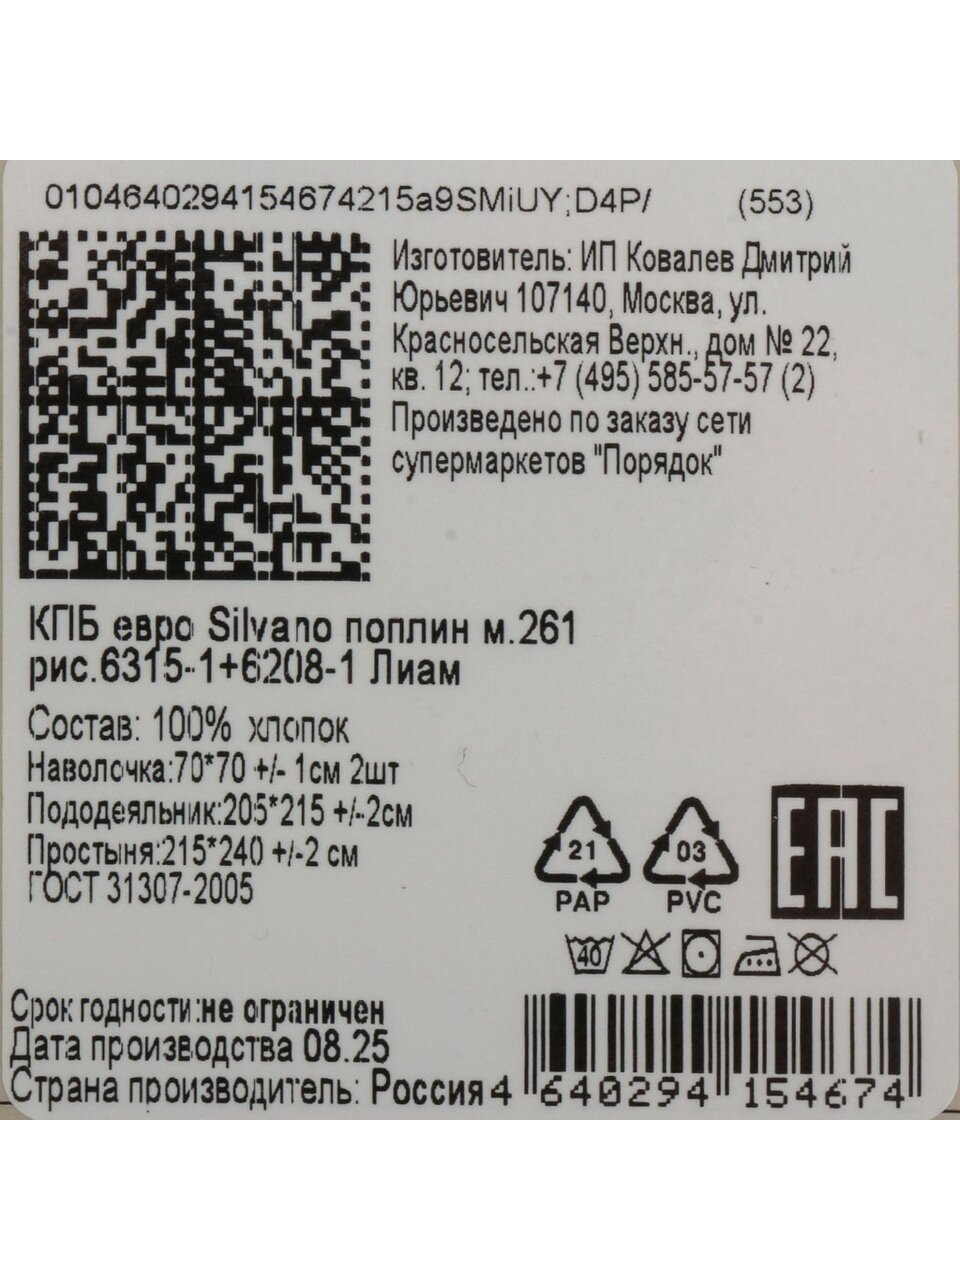 0104640294154674215a9SMiUY;D4P/ (553)
Изготовитель: ИП Ковалев Дмитрий
Юрьевич 107140, Москва, ул.
Красносельская Верхн., дом № 22,
кв. 12; тел.:+7 (495) 585-57-57 (2)
Произведено по заказу сети
супермаркетов "Порядок"
КПБ евро Silvano поплин м.261
рис.6315-1+6208-1 Лиам
Состав: 100% хлопок
Наволочка:70*70 +/- 1см 2шт
Пододеяльник:205*215 +/-2см
Простыня:215*240 +/-2 см
ГОСТ 31307-2005
21 03
PAP PVC
EAC
40
Срок годности:не ограничен
Дата производства 08.25
Страна производитель: Россия
4 640294 154674